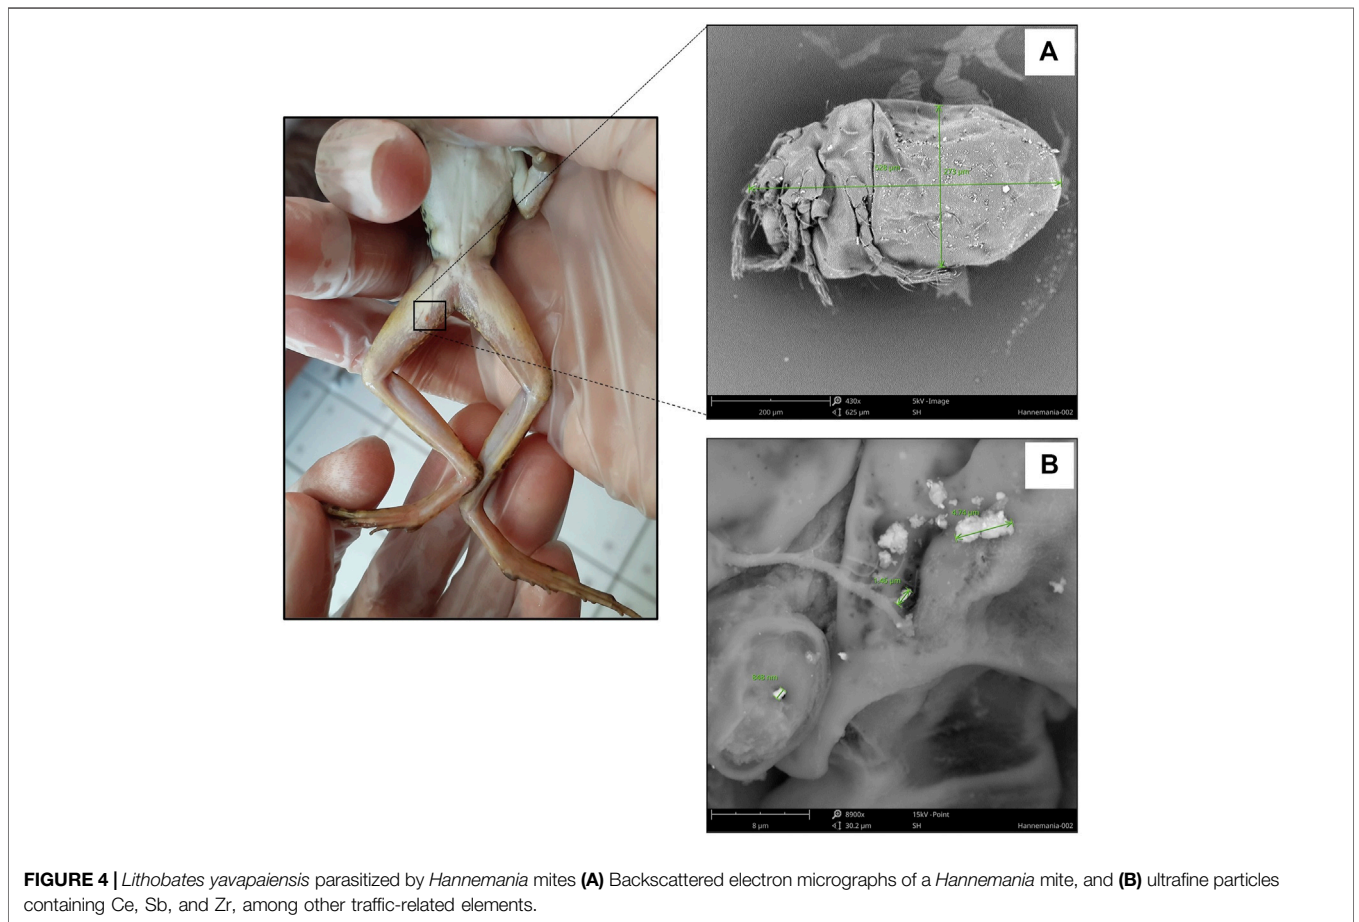 A
273 µm
430x
5kV -Image
200 µm
625 µm
SH
Hannemania-002
B
8900x
15kV -Point
8 µm
30.2 µm
SH
Hannemania-002
FIGURE 4 | Lithobates yavapaiensis parasitized by Hannemania mites (A) Backscattered electron micrographs of a Hannemania mite, and (B) ultrafine particles
containing Ce, Sb, and Zr, among other traffic-related elements.